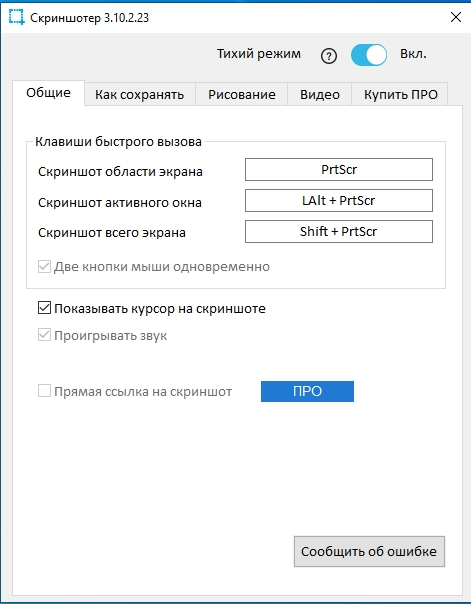 Скриншотер 3.10.2.23
Тихий режим ? Вкл.
Общие Как сохранять Рисование Видео Купить ПРО
Клавиши быстрого вызова
Скриншот области экрана PrtScr
Скриншот активного окна LAlt + PrtScr
Скриншот всего экрана Shift + PrtScr
Две кнопки мыши одновременно
Показывать курсор на скриншоте
Проигрывать звук
Прямая ссылка на скриншот ПРО
Сообщить об ошибке